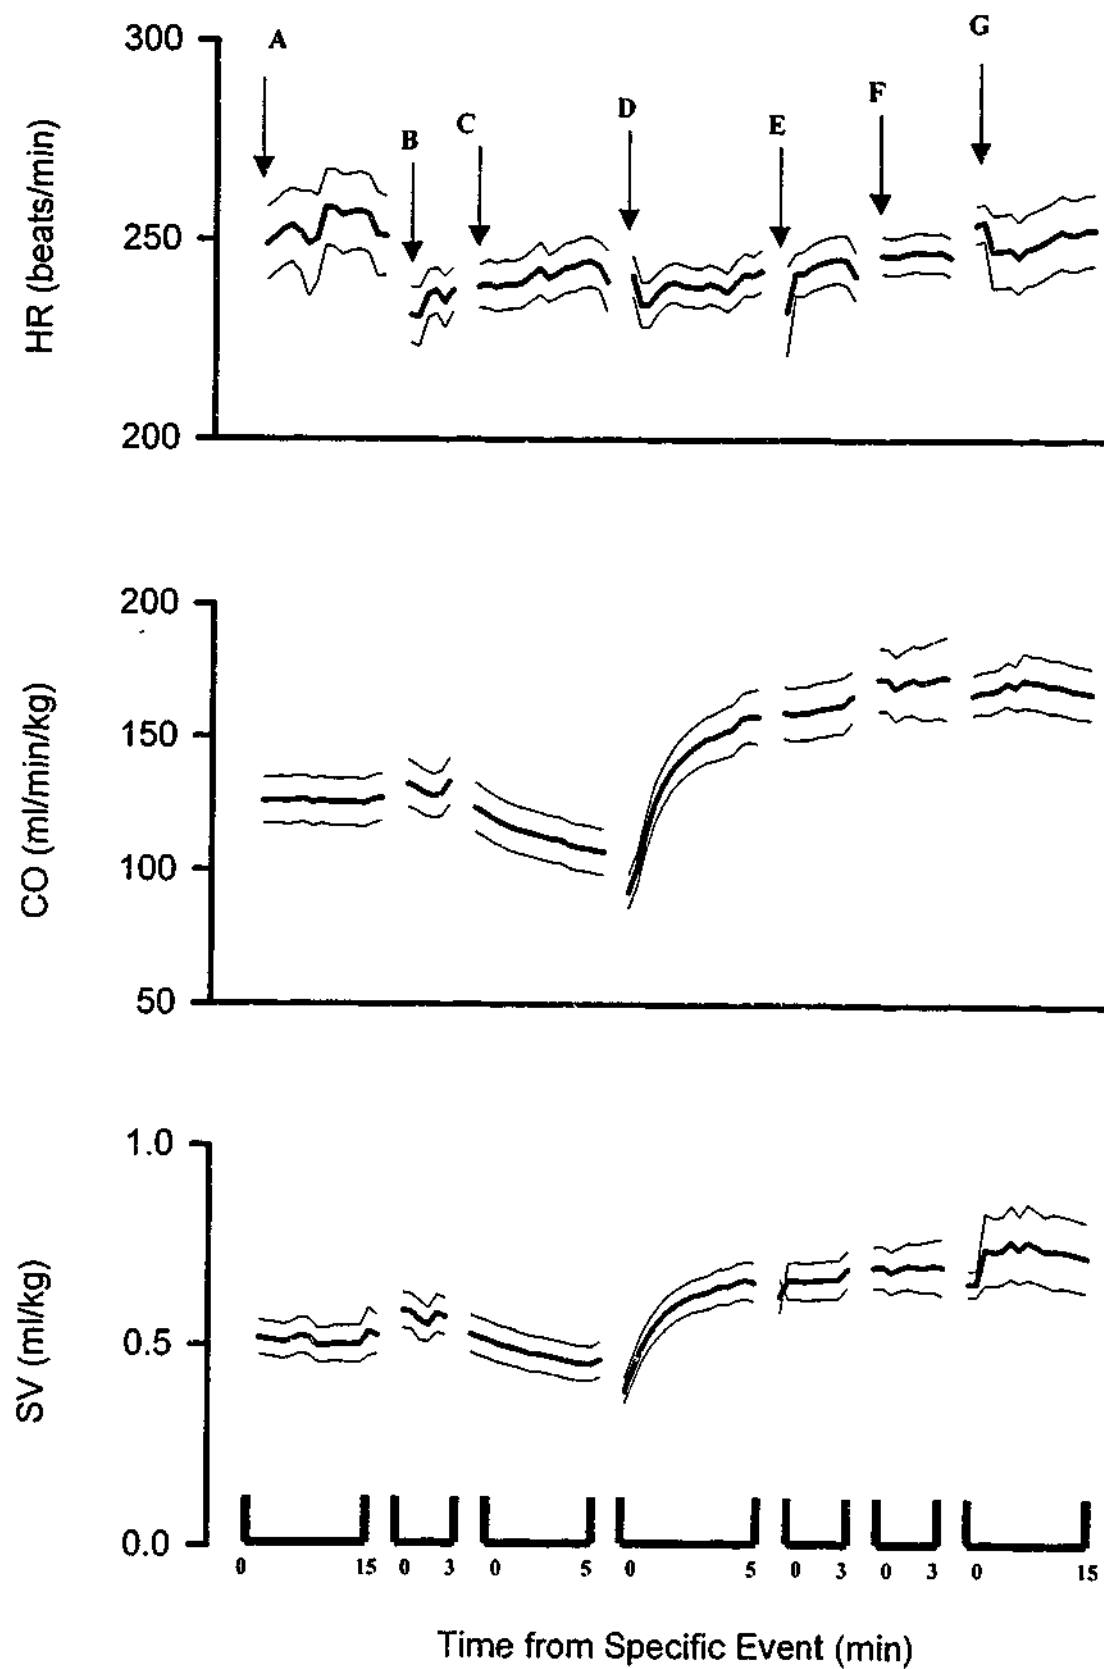 G
300
A
F
D
E
C
B
HR (beats/min)
250
200
200
CO (ml/min/kg)
150
100
50
1.0
SV (ml/kg)
0.5
0.0
0 15 0 3 0 5 0 5 0 3 0 3 0 15
Time from Specific Event (min)